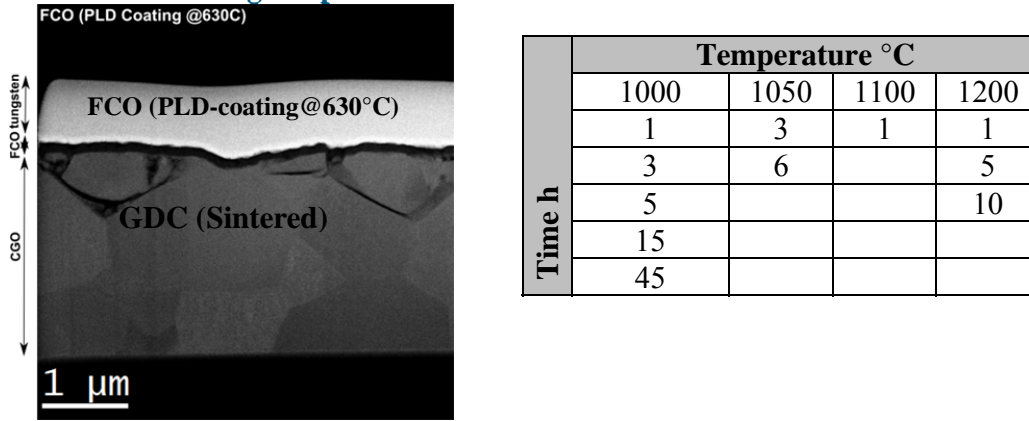 FCO (PLD Coating @630C)
FCO tungsten
CGO
FCO (PLD-coating@630°C)
GDC (Sintered)
1 µm
Temperature °C
1000 1050 1100 1200
Time h
1 3 1 1
3 6 5
5 10
15
45